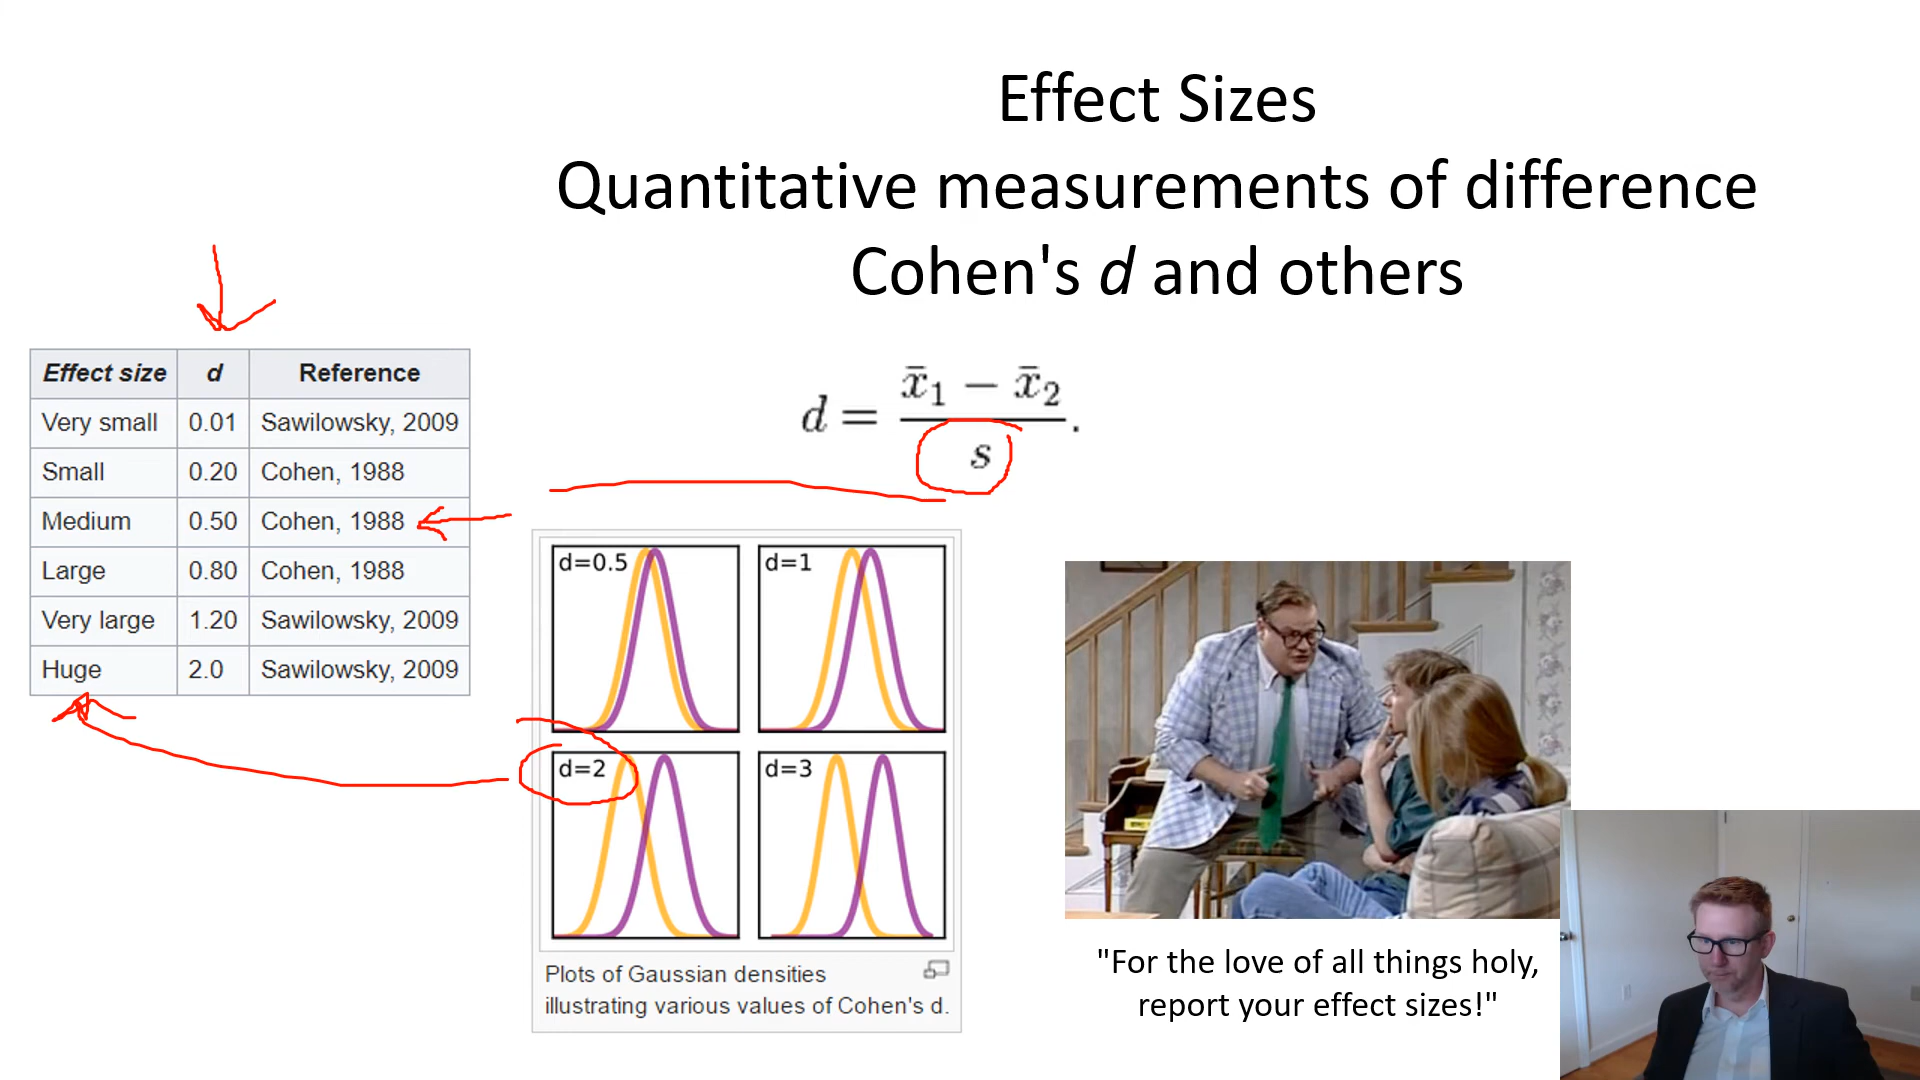 Effect Sizes
Quantitative measurements of difference
Cohen's d and others
Effect size d Reference
Very small 0.01 Sawilowsky, 2009
Small 0.20 Cohen, 1988
Medium 0.50 Cohen, 1988
Large 0.80 Cohen, 1988
Very large 1.20 Sawilowsky, 2009
Huge 2.0 Sawilowsky, 2009
d = (x̄₁ − x̄₂) / s.
d=0.5
d=1
d=2
d=3
Plots of Gaussian densities
illustrating various values of Cohen's d.
"For the love of all things holy,
report your effect sizes!"